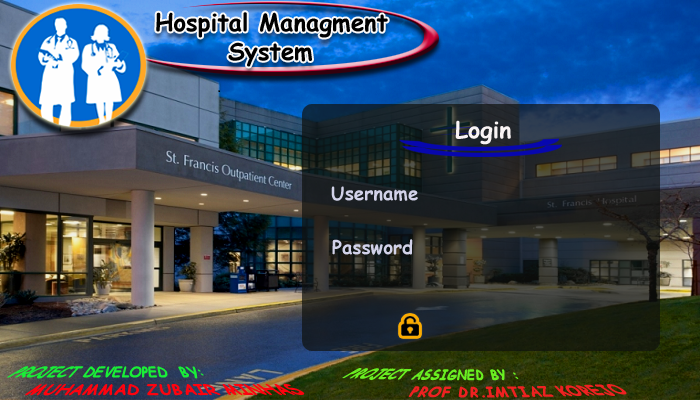 Hospital Managment
System
St. Francis Outpatient Center
Login
Username
St. Francis Hospital
Password
PROJECT DEVELOPED BY:
MUHAMMAD ZUBAIR MINHAS
PROJECT ASSIGNED BY :
PROF DR.IMTIAZ KOREJO